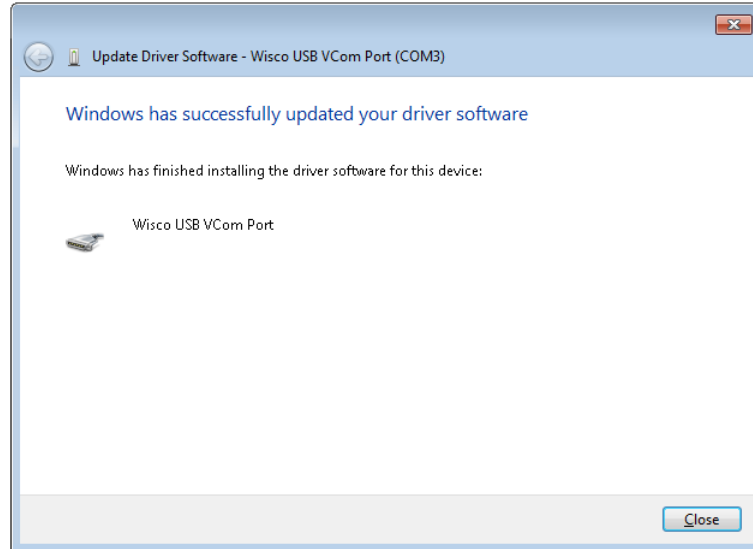 Update Driver Software - Wisco USB VCom Port (COM3)
Windows has successfully updated your driver software
Windows has finished installing the driver software for this device:
Wisco USB VCom Port
Close